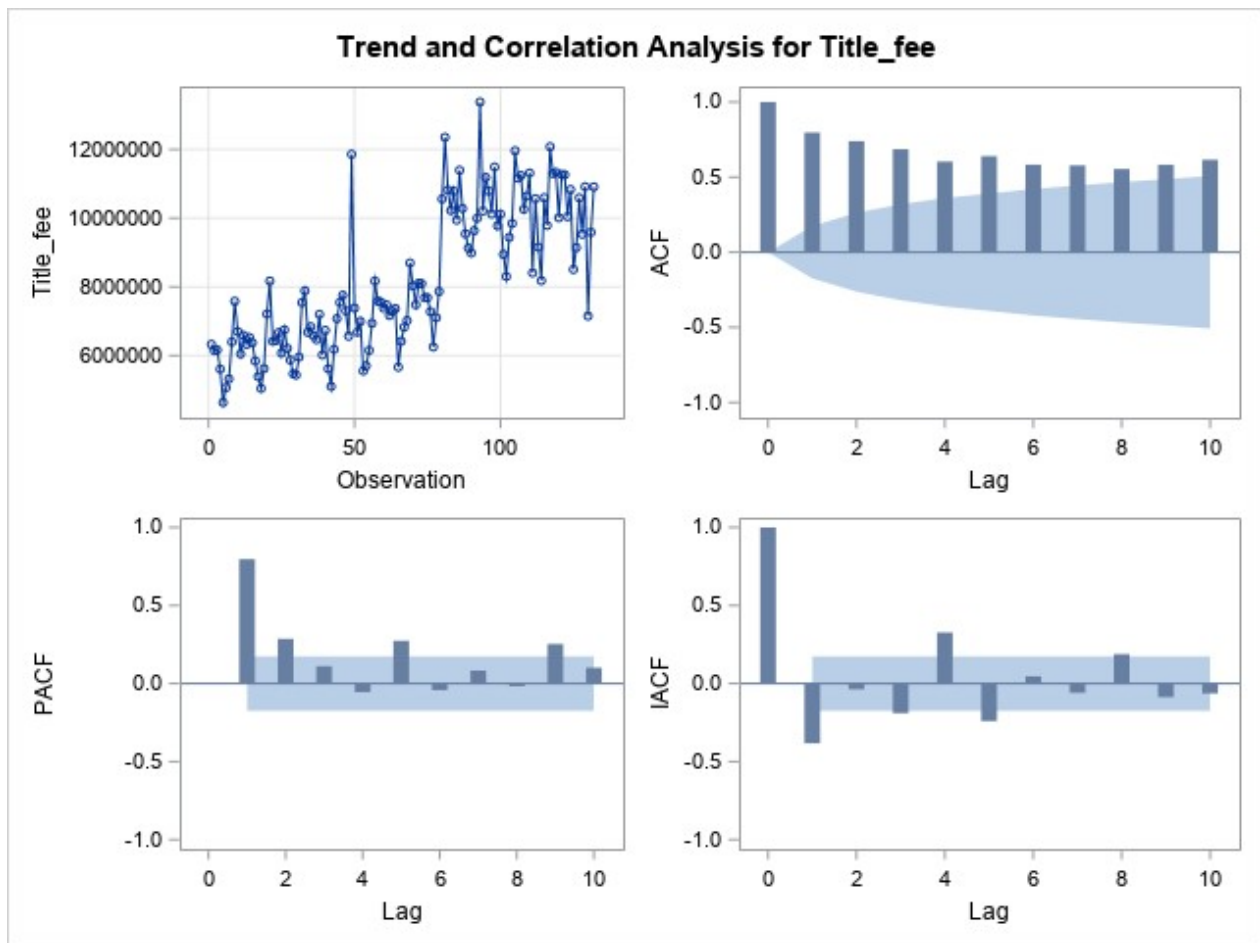 Trend and Correlation Analysis for Title_fee
12000000
10000000
8000000
6000000
Title_fee
0 50 100
Observation
1.0
0.5
0.0
-0.5
-1.0
ACF
0 2 4 6 8 10
Lag
1.0
0.5
0.0
-0.5
-1.0
PACF
0 2 4 6 8 10
Lag
1.0
0.5
0.0
-0.5
-1.0
IACF
0 2 4 6 8 10
Lag